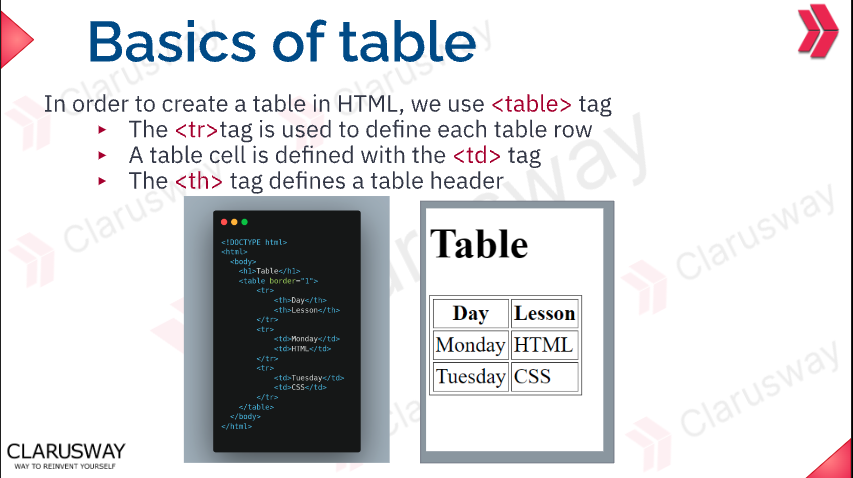 Basics of table
In order to create a table in HTML, we use <table> tag
The <tr>tag is used to define each table row
A table cell is defined with the <td> tag
The <th> tag defines a table header
<!DOCTYPE html>
<html>
<body>
<h1>Table</h1>
<table border="1">
<tr>
<th>Day</th>
<th>Lesson</th>
</tr>
<tr>
<td>Monday</td>
<td>HTML</td>
</tr>
<tr>
<td>Tuesday</td>
<td>CSS</td>
</tr>
</table>
</body>
</html>
Table
Day Lesson
Monday HTML
Tuesday CSS
CLARUSWAY
WAY TO REINVENT YOURSELF
Clarusway
Clarusway
Clarusway
Clarusway
Clarusway
Clarusway